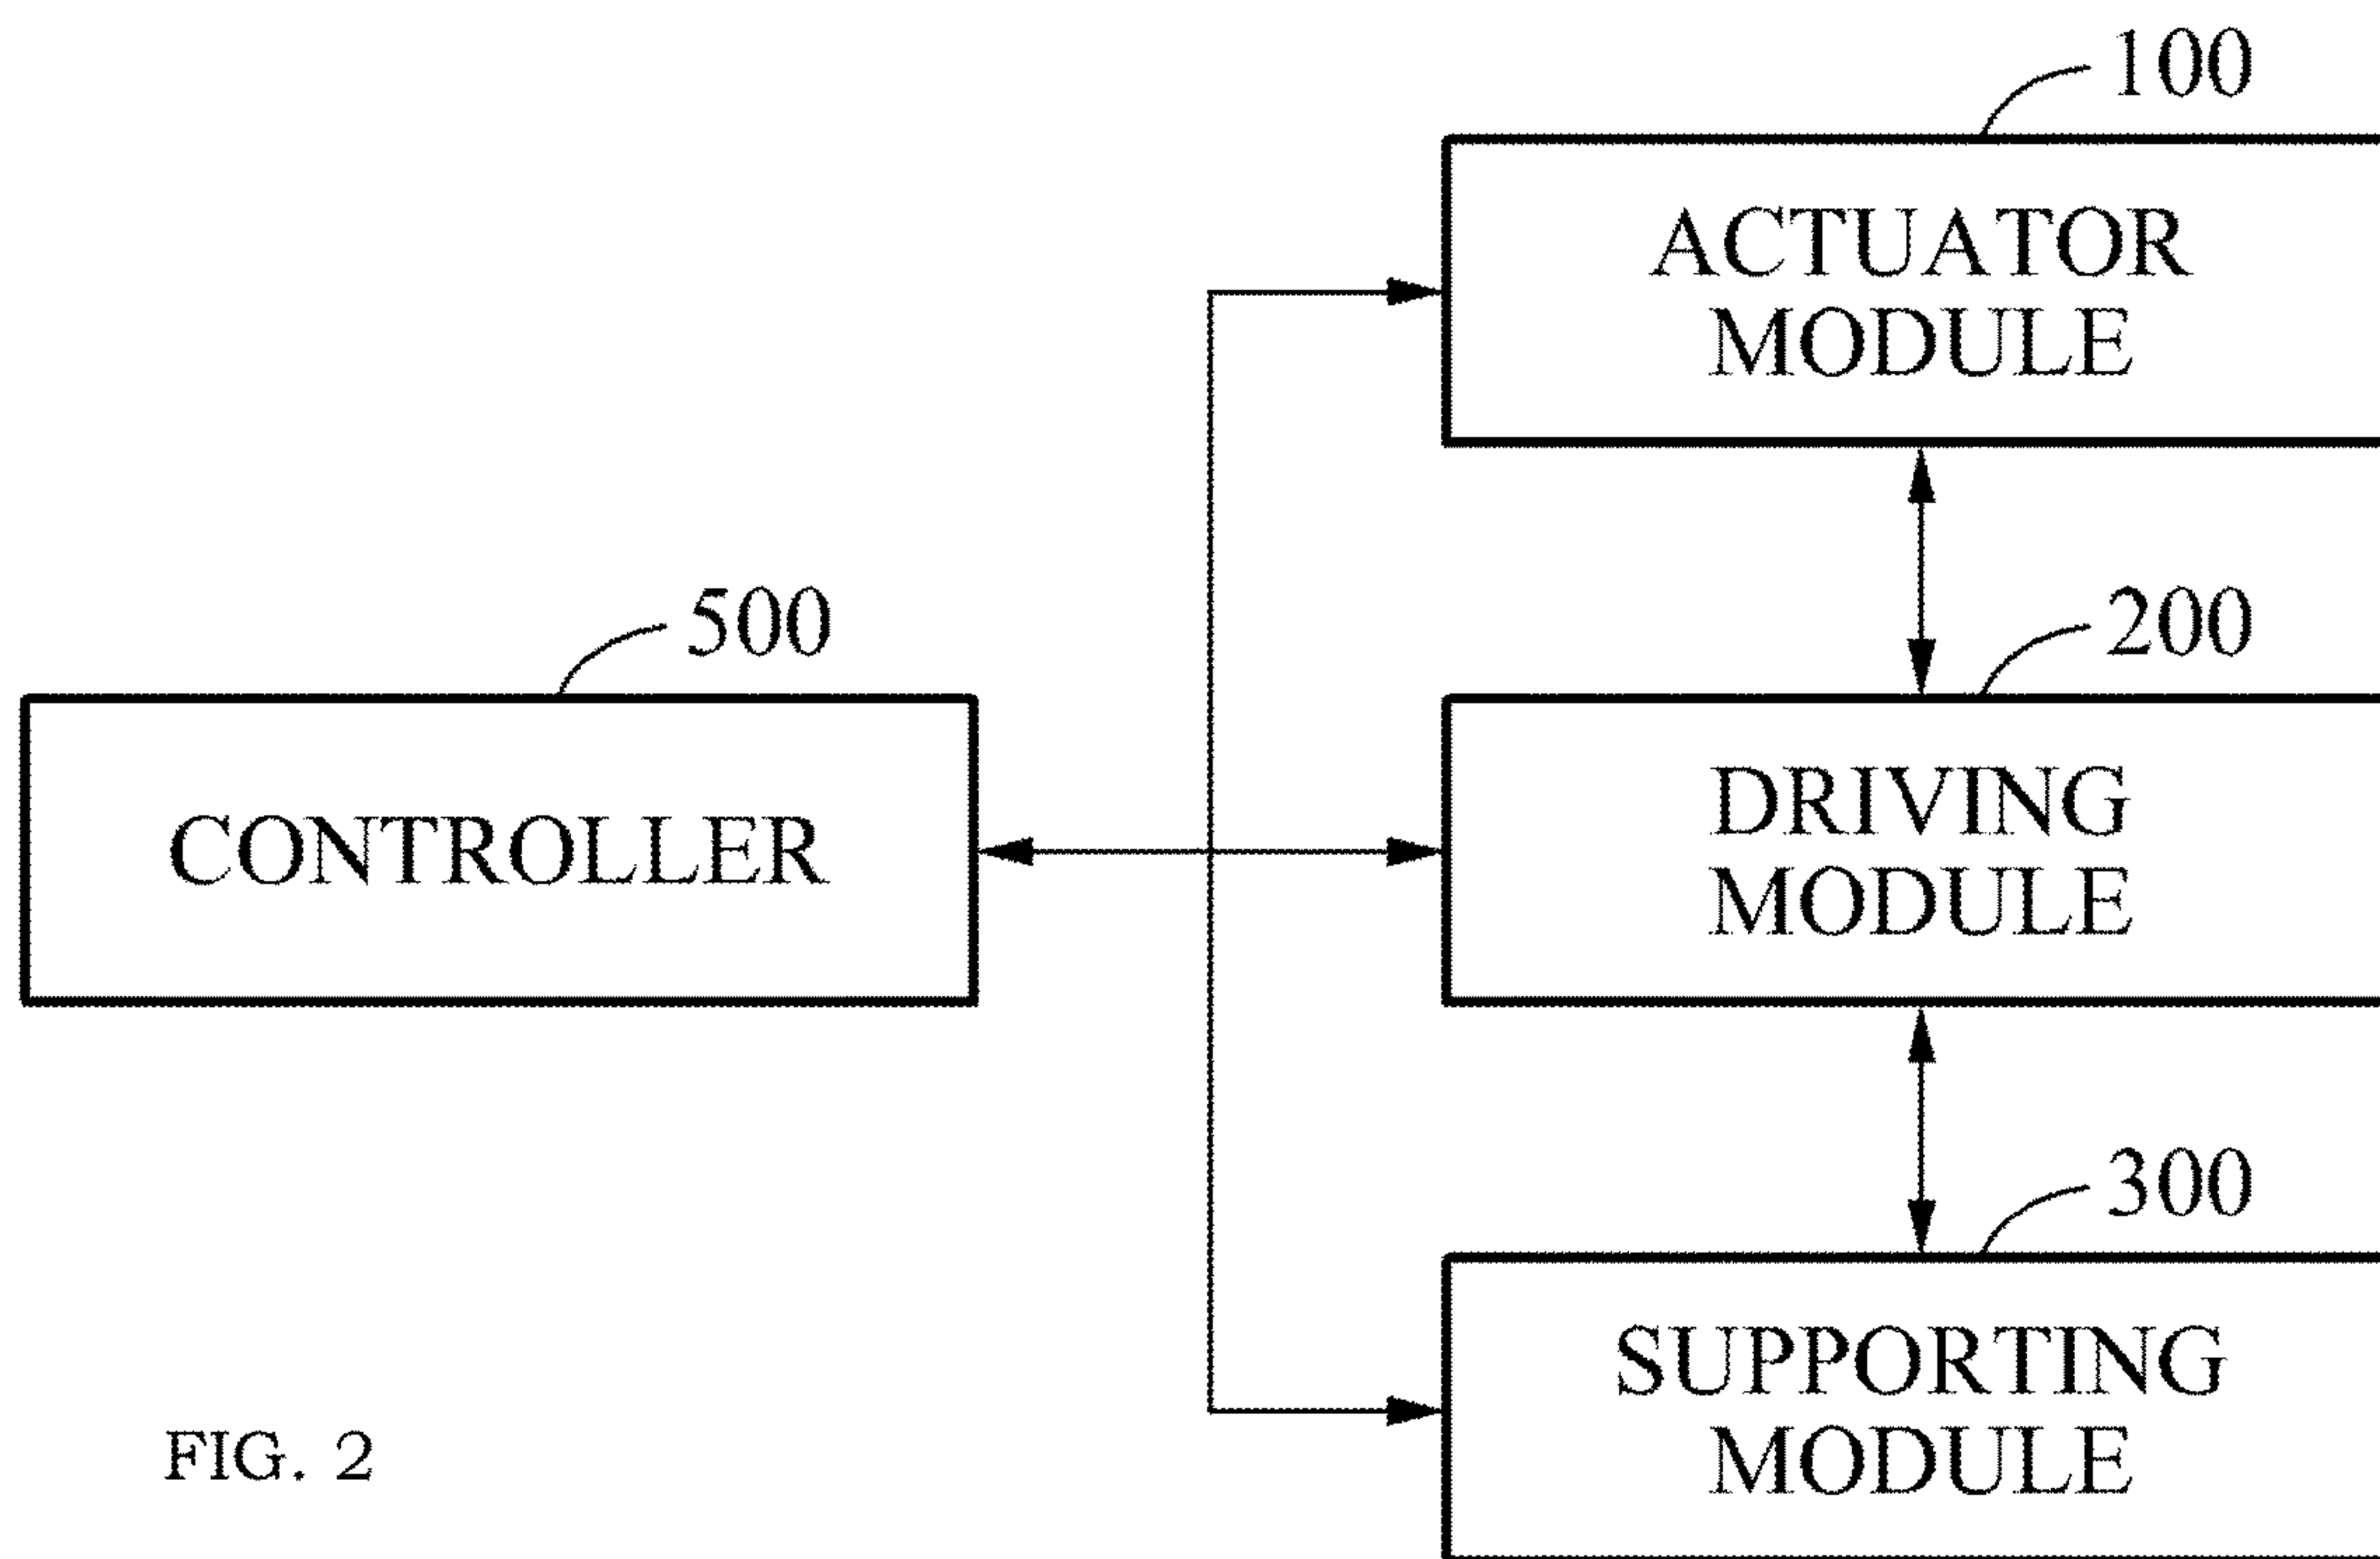 100
ACTUATOR
MODULE
500
200
CONTROLLER
DRIVING
MODULE
300
SUPPORTING
MODULE
FIG. 2